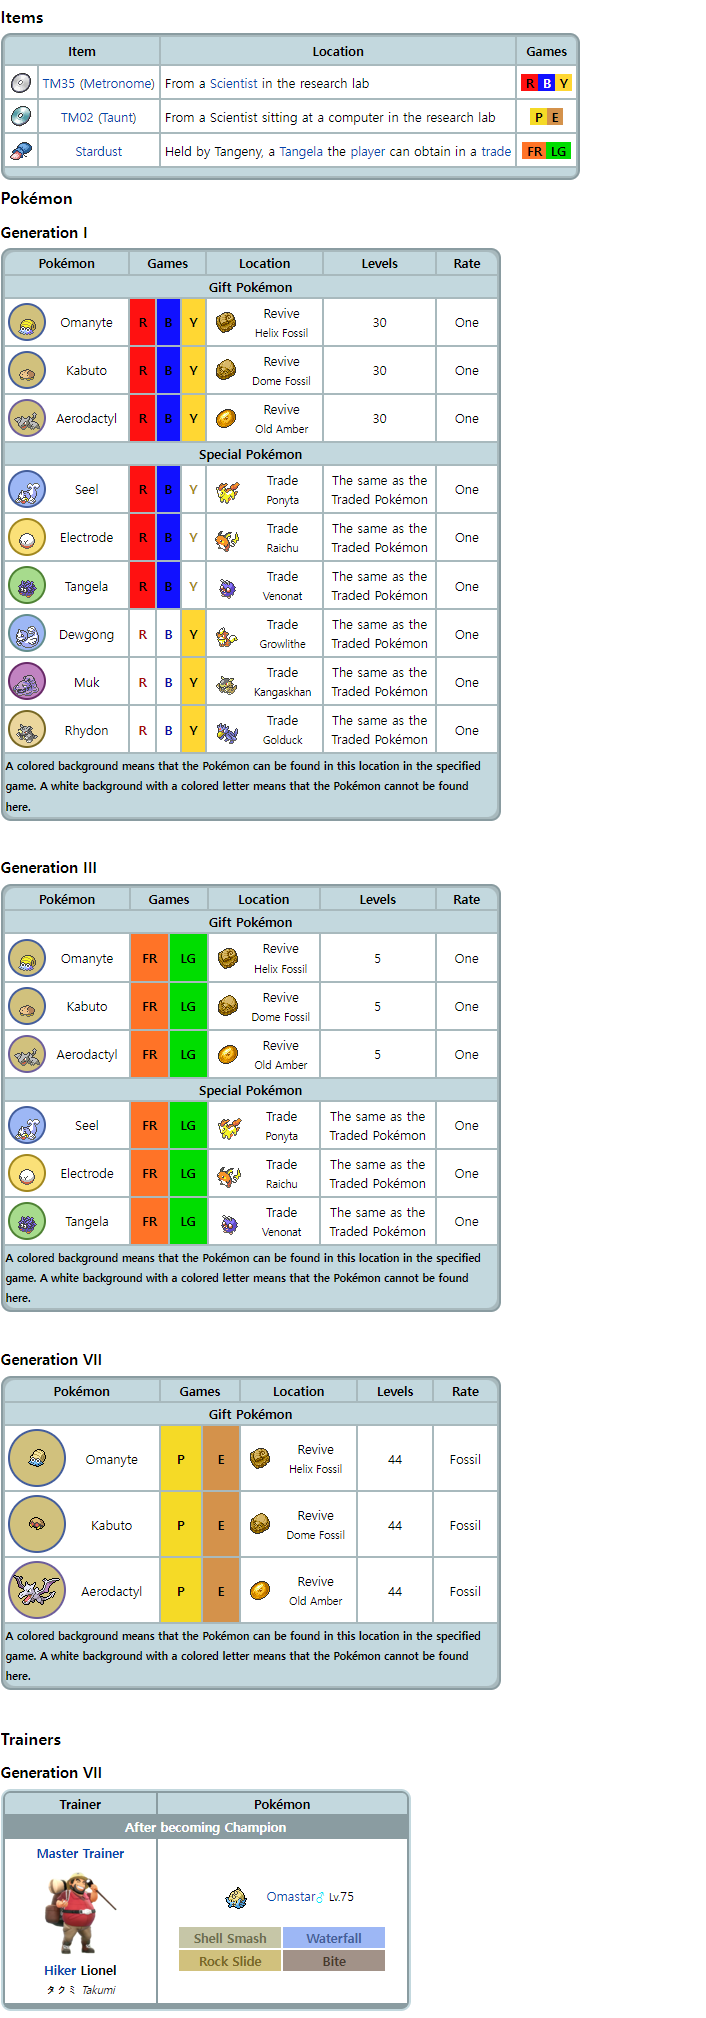 Items
Item Location Games
TM35 (Metronome) From a Scientist in the research lab R B Y
TM02 (Taunt) From a Scientist sitting at a computer in the research lab P E
Stardust Held by Tangeny, a Tangela the player can obtain in a trade FR LG
Pokémon
Generation I
Pokémon Games Location Levels Rate
Gift Pokémon
Omanyte R B Y Revive 30 One
Helix Fossil
Kabuto R B Y Revive 30 One
Dome Fossil
Aerodactyl R B Y Revive 30 One
Old Amber
Special Pokémon
Seel R B Y Trade The same as the One
Ponyta Traded Pokémon
Electrode R B Y Trade The same as the One
Raichu Traded Pokémon
Tangela R B Y Trade The same as the One
Venonat Traded Pokémon
Dewgong R B Y Trade The same as the One
Growlithe Traded Pokémon
Muk R B Y Trade The same as the One
Kangaskhan Traded Pokémon
Rhydon R B Y Trade The same as the One
Golduck Traded Pokémon
A colored background means that the Pokémon can be found in this location in the specified
game. A white background with a colored letter means that the Pokémon cannot be found
here.
Generation III
Pokémon Games Location Levels Rate
Gift Pokémon
Omanyte FR LG Revive 5 One
Helix Fossil
Kabuto FR LG Revive 5 One
Dome Fossil
Aerodactyl FR LG Revive 5 One
Old Amber
Special Pokémon
Seel FR LG Trade The same as the One
Ponyta Traded Pokémon
Electrode FR LG Trade The same as the One
Raichu Traded Pokémon
Tangela FR LG Trade The same as the One
Venonat Traded Pokémon
A colored background means that the Pokémon can be found in this location in the specified
game. A white background with a colored letter means that the Pokémon cannot be found
here.
Generation VII
Pokémon Games Location Levels Rate
Gift Pokémon
Omanyte P E Revive 44 Fossil
Helix Fossil
Kabuto P E Revive 44 Fossil
Dome Fossil
Aerodactyl P E Revive 44 Fossil
Old Amber
A colored background means that the Pokémon can be found in this location in the specified
game. A white background with a colored letter means that the Pokémon cannot be found
here.
Trainers
Generation VII
Trainer Pokémon
After becoming Champion
Master Trainer
Hiker Lionel
タクミ Takumi
Omastar♂ Lv.75
Shell Smash Waterfall
Rock Slide Bite